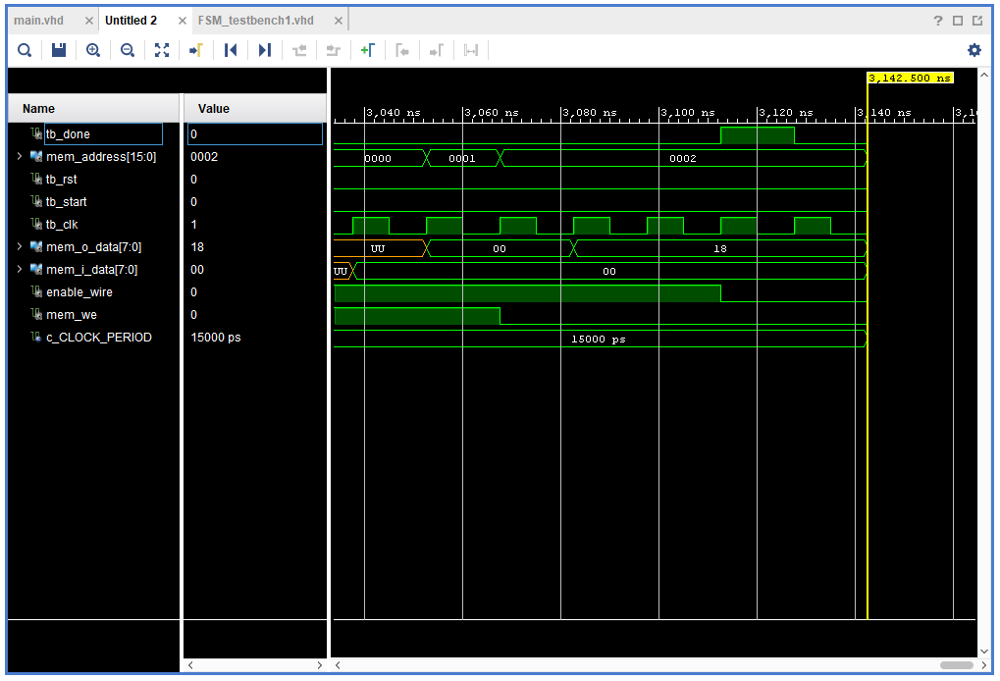 main.vhd Untitled 2 FSM_testbench1.vhd ?
3,142.500 ns
Name Value 3,040 ns 3,060 ns 3,080 ns 3,100 ns 3,120 ns 3,140 ns 3,1
tb_done 0
mem_address[15:0] 0002 0000 0001 0002
tb_rst 0
tb_start 0
tb_clk 1
mem_o_data[7:0] 18 UU 00 18
mem_i_data[7:0] 00 UU 00
enable_wire 0
mem_we 0
c_CLOCK_PERIOD 15000 ps 15000 ps